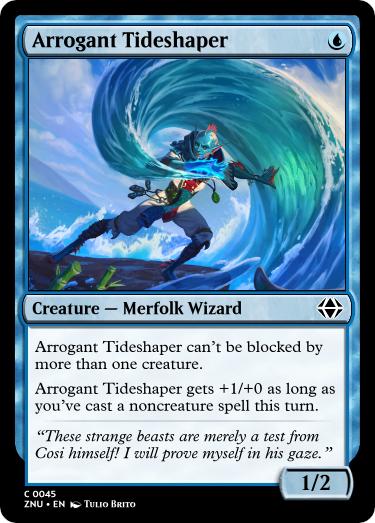 Arrogant Tideshaper
Creature — Merfolk Wizard
Arrogant Tideshaper can't be blocked by
more than one creature.
Arrogant Tideshaper gets +1/+0 as long as
you've cast a noncreature spell this turn.
“These strange beasts are merely a test from
Cosi himself! I will prove myself in his gaze.”
1/2
C 0045
ZNU • EN Tulio Brito